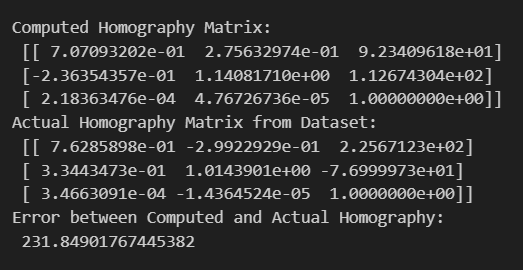 Computed Homography Matrix:
[[ 7.07093202e-01 2.75632974e-01 9.23409618e+01]
[-2.36354357e-01 1.14081710e+00 1.12674304e+02]
[ 2.18363476e-04 4.76726736e-05 1.00000000e+00]]
Actual Homography Matrix from Dataset:
[[ 7.6285898e-01 -2.9922929e-01 2.2567123e+02]
[ 3.3443473e-01 1.0143901e+00 -7.6999973e+01]
[ 3.4663091e-04 -1.4364524e-05 1.0000000e+00]]
Error between Computed and Actual Homography:
231.84901767445382